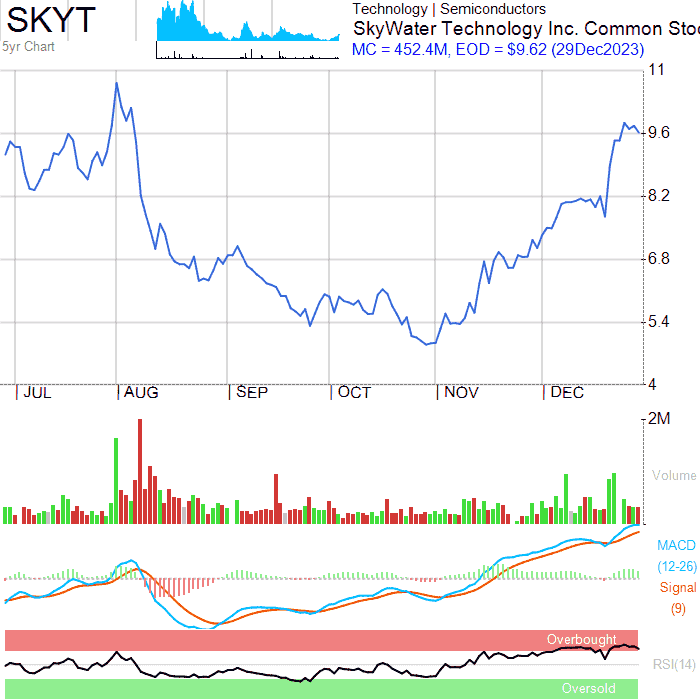 SKYT
5yr Chart
Technology | Semiconductors
SkyWater Technology Inc. Common Stoc
MC = 452.4M, EOD = $9.62 (29Dec2023)
11
9.6
8.2
6.8
5.4
4
JUL AUG SEP OCT NOV DEC
2M
Volume
MACD
(12-26)
Signal
(9)
Overbought
RSI(14)
Oversold